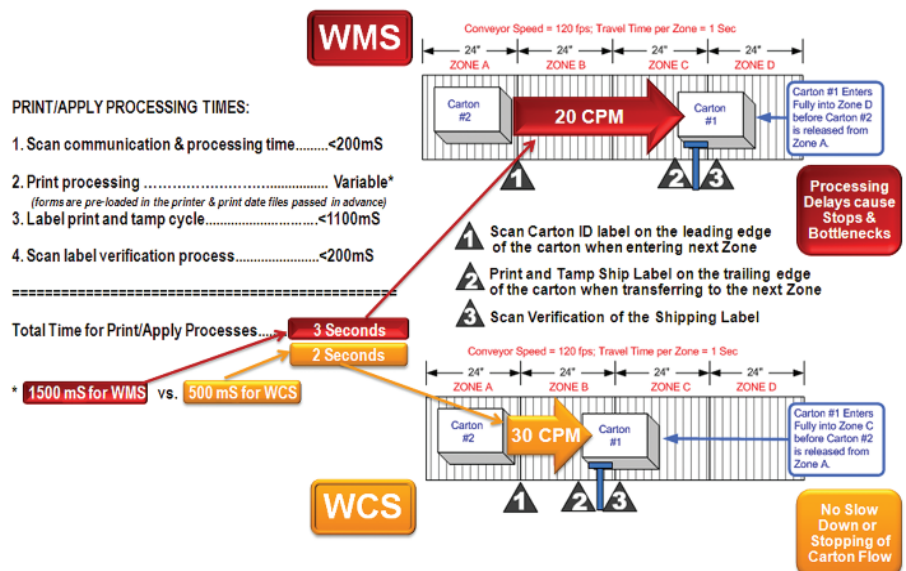 WMS
Conveyor Speed = 120 fps; Travel Time per Zone = 1 Sec
24" 24" 24" 24"
ZONE A ZONE B ZONE C ZONE D
Carton #2
20 CPM
Carton #1
Carton #1 Enters
Fully into Zone D
before Carton #2
is released from
Zone A.
1 2 3
Processing
Delays cause
Stops &
Bottlenecks
PRINT/APPLY PROCESSING TIMES:
1. Scan communication & processing time.........<200mS
2. Print processing ................................................ Variable*
(forms are pre-loaded in the printer & print date files passed in advance)
3. Label print and tamp cycle..............................<1100mS
4. Scan label verification process.......................<200mS
==================================================
Total Time for Print/Apply Processes.....
3 Seconds
2 Seconds
* 1500 mS for WMS vs. 500 mS for WCS
1 Scan Carton ID label on the leading edge
of the carton when entering next Zone
2 Print and Tamp Ship Label on the trailing edge
of the carton when transferring to the next Zone
3 Scan Verification of the Shipping Label
Conveyor Speed = 120 fps; Travel Time per Zone = 1 Sec
24" 24" 24" 24"
ZONE A ZONE B ZONE C ZONE D
Carton
#2
30 CPM
Carton
#1
Carton #1 Enters
Fully into Zone C
before Carton #2
is released from
Zone A.
1 2 3
WCS
No Slow
Down or
Stopping of
Carton Flow